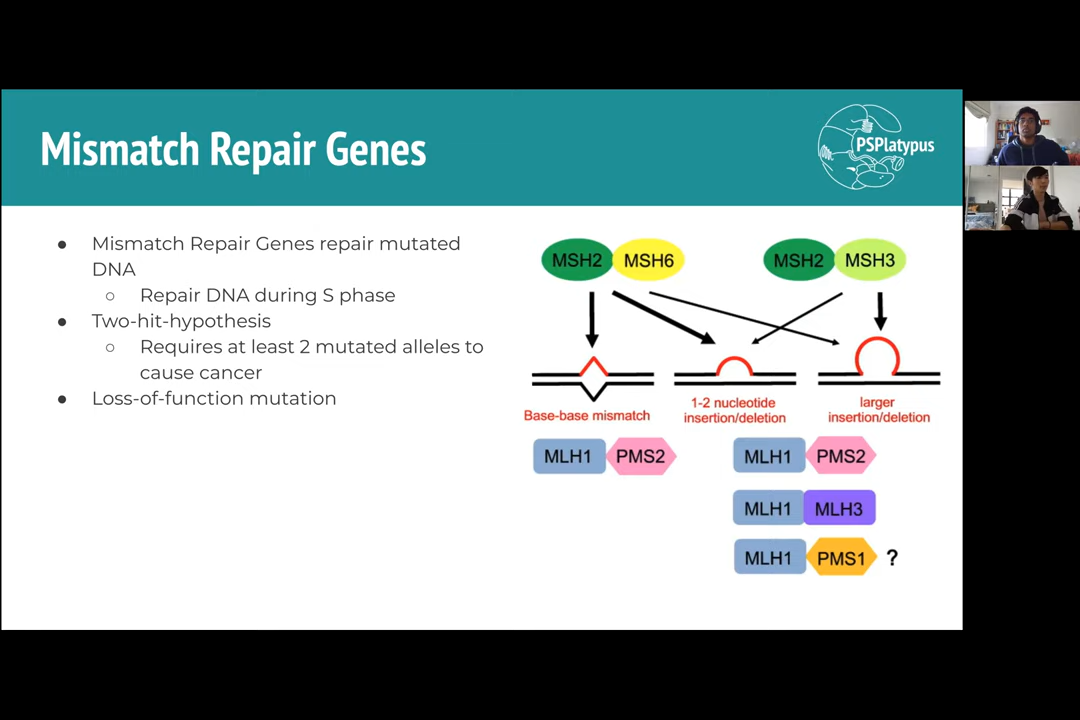 Mismatch Repair Genes
PSPlatypus
● Mismatch Repair Genes repair mutated
DNA
○ Repair DNA during S phase
● Two-hit-hypothesis
○ Requires at least 2 mutated alleles to
cause cancer
● Loss-of-function mutation
MSH2 MSH6 MSH2 MSH3
Base-base mismatch
1-2 nucleotide
insertion/deletion
larger
insertion/deletion
MLH1 PMS2 MLH1 PMS2
MLH1 MLH3
MLH1 PMS1 ?